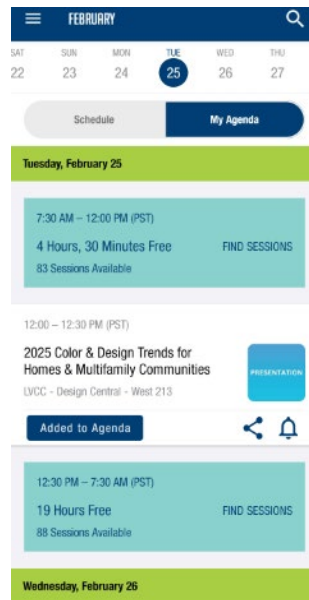 FEBRUARY
SAT SUN MON TUE WED THU
22 23 24 25 26 27
Schedule My Agenda
Tuesday, February 25
7:30 AM – 12:00 PM (PST)
4 Hours, 30 Minutes Free FIND SESSIONS
83 Sessions Available
12:00 – 12:30 PM (PST)
2025 Color & Design Trends for
Homes & Multifamily Communities
PRESENTATION
LVCC - Design Central - West 213
Added to Agenda
12:30 PM – 7:30 AM (PST)
19 Hours Free FIND SESSIONS
88 Sessions Available
Wednesday, February 26